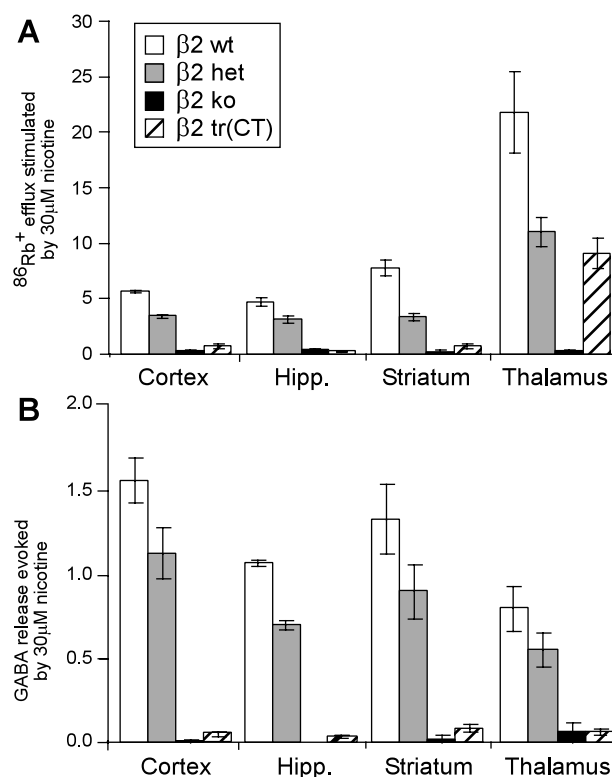 A
β2 wt
β2 het
β2 ko
β2 tr(CT)
⁸⁶Rb⁺ efflux stimulated
by 30μM nicotine
30
25
20
15
10
5
0
Cortex Hipp. Striatum Thalamus
B
GABA release evoked
by 30μM nicotine
2.0
1.5
1.0
0.5
0.0
Cortex Hipp. Striatum Thalamus